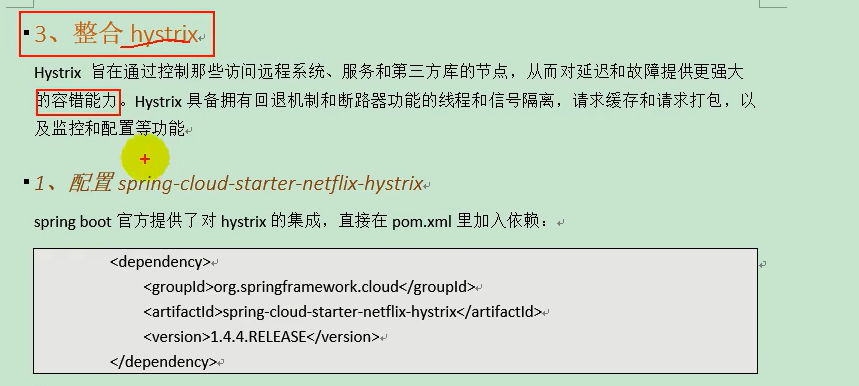 3、整合 hystrix
Hystrix 旨在通过控制那些访问远程系统、服务和第三方库的节点，从而对延迟和故障提供更强大
的容错能力。Hystrix 具备拥有回退机制和断路器功能的线程和信号隔离，请求缓存和请求打包，以
及监控和配置等功能
1、配置 spring-cloud-starter-netflix-hystrix
spring boot 官方提供了对 hystrix 的集成，直接在 pom.xml 里加入依赖：
<dependency>
<groupId>org.springframework.cloud</groupId>
<artifactId>spring-cloud-starter-netflix-hystrix</artifactId>
<version>1.4.4.RELEASE</version>
</dependency>